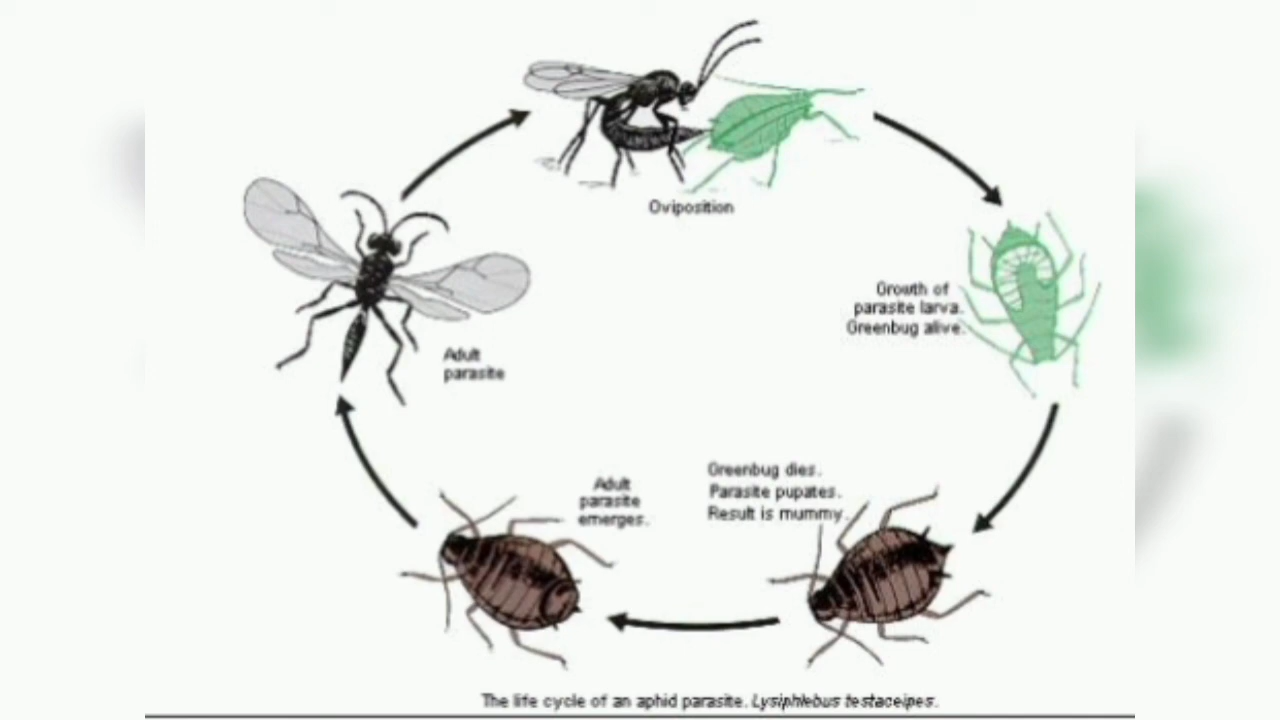 Oviposition
Growth of
parasite larva.
Greenbug alive.
Adult
parasite
Greenbug dies.
Parasite pupates.
Result is mummy.
Adult
parasite
emerges.
The life cycle of an aphid parasite. Lysiphlebus testaceipes.